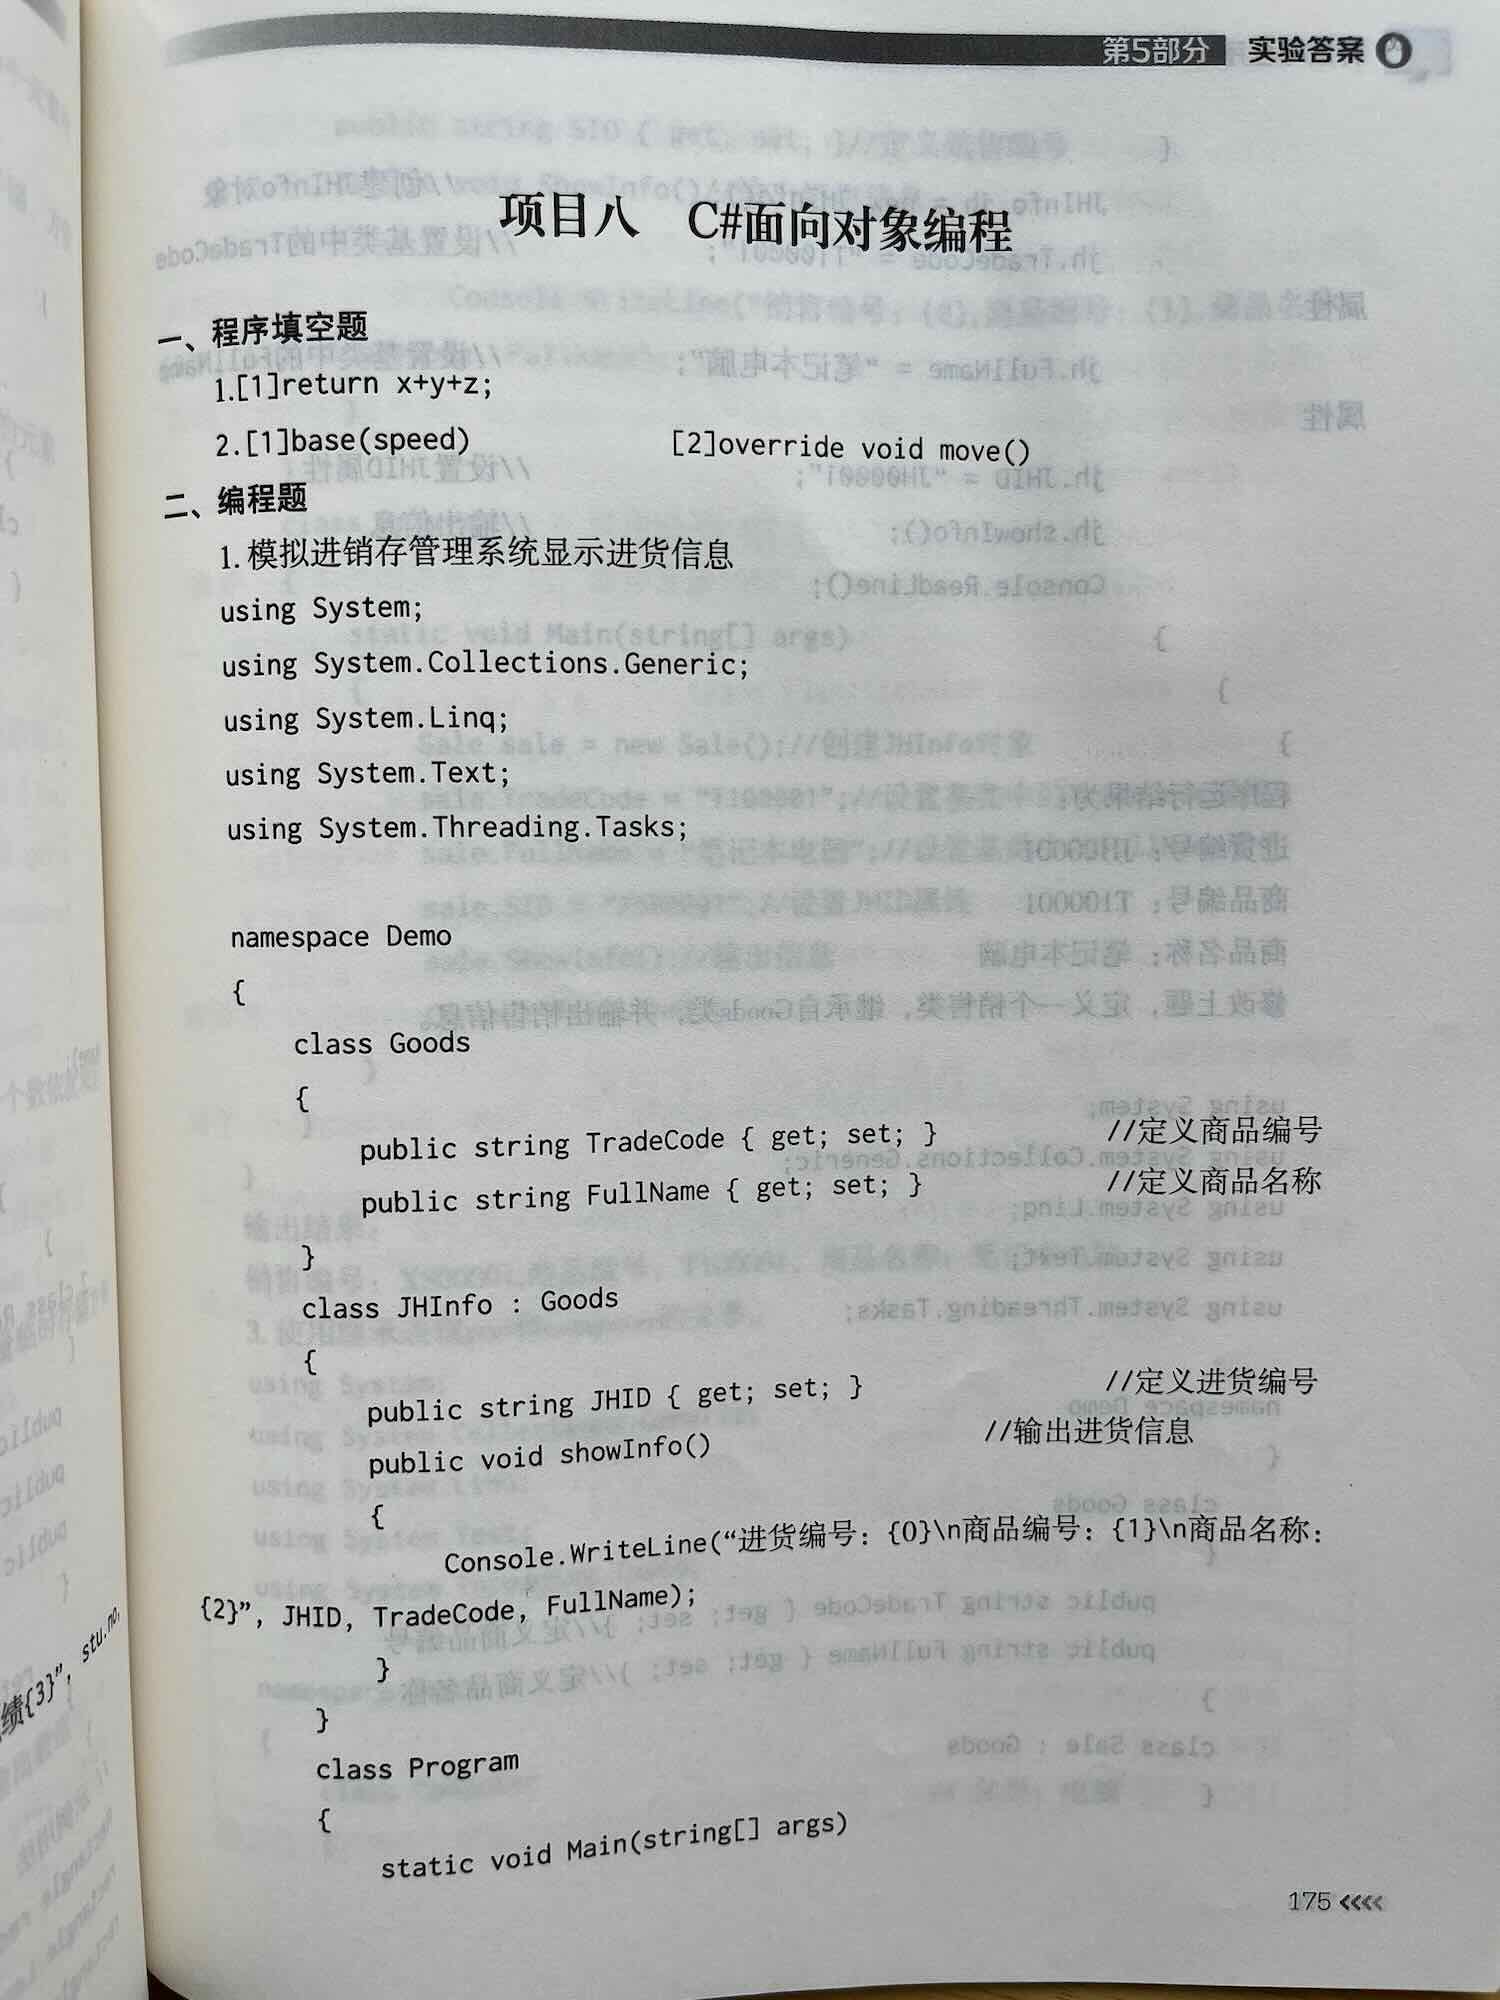 第5部分 实验答案
项目八 C#面向对象编程
一、程序填空题
1.[1]return x+y+z;
2.[1]base(speed) [2]override void move()
二、编程题
1.模拟进销存管理系统显示进货信息
using System;
using System.Collections.Generic;
using System.Linq;
using System.Text;
using System.Threading.Tasks;
namespace Demo
{
class Goods
{
public string TradeCode { get; set; } //定义商品编号
public string FullName { get; set; } //定义商品名称
}
class JHInfo : Goods
{
public string JHID { get; set; } //定义进货编号
public void showInfo() //输出进货信息
{
Console.WriteLine(“进货编号：{0}\n商品编号：{1}\n商品名称：
{2}”, JHID, TradeCode, FullName);
}
}
class Program
{
static void Main(string[] args)
175
绩{3}”, stu.no,